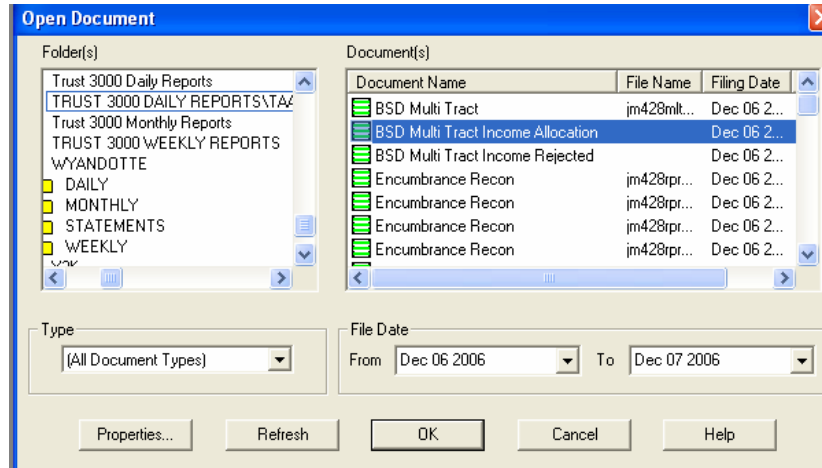 Open Document
Folder(s)
Trust 3000 Daily Reports
TRUST 3000 DAILY REPORTS\TAA
Trust 3000 Monthly Reports
TRUST 3000 WEEKLY REPORTS
WYANDOTTE
DAILY
MONTHLY
STATEMENTS
WEEKLY
Document(s)
Document Name File Name Filing Date
BSD Multi Tract jm428mlt... Dec 06 2...
BSD Multi Tract Income Allocation Dec 06 2...
BSD Multi Tract Income Rejected Dec 06 2...
Encumbrance Recon jm428rpr... Dec 06 2...
Encumbrance Recon jm428rpr... Dec 06 2...
Encumbrance Recon jm428rpr... Dec 06 2...
Encumbrance Recon jm428rpr... Dec 06 2...
Type
(All Document Types)
File Date
From Dec 06 2006 To Dec 07 2006
Properties... Refresh OK Cancel Help